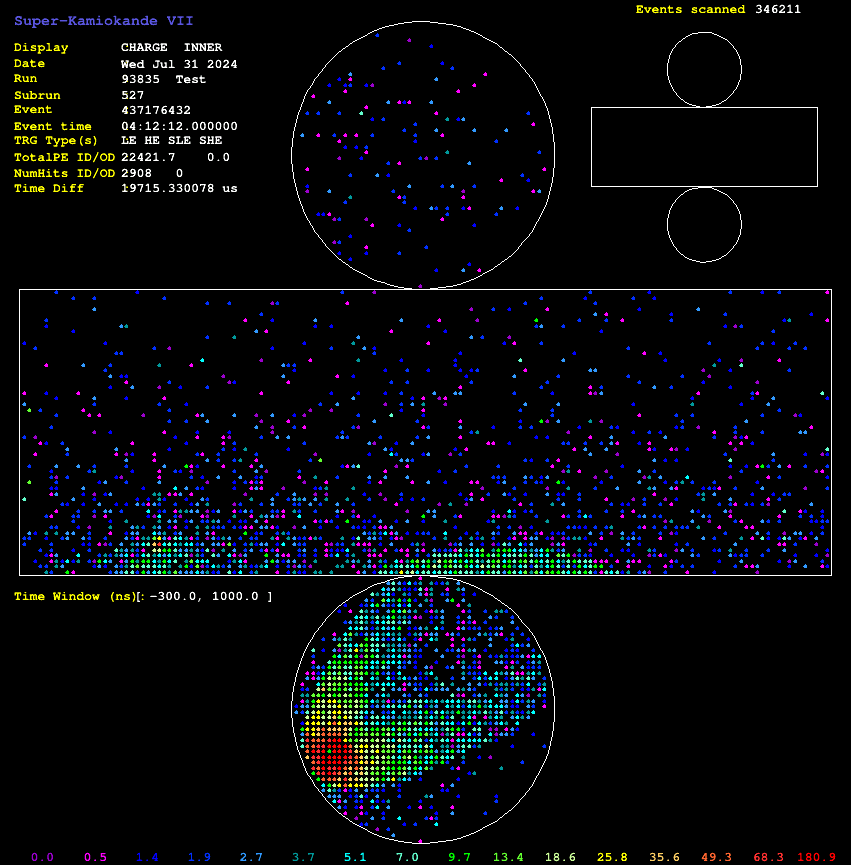 Events scanned 346211
Super-Kamiokande VII
Display CHARGE INNER
Date Wed Jul 31 2024
Run 93835 Test
Subrun 527
Event 437176432
Event time 04:12:12.000000
TRG Type(s) LE HE SLE SHE
TotalPE ID/OD 22421.7 0.0
NumHits ID/OD 2908 0
Time Diff 19715.330078 us
Time Window (ns)[: −300.0, 1000.0 ]
0.0 0.5 1.4 1.9 2.7 3.7 5.1 7.0 9.7 13.4 18.6 25.8 35.6 49.3 68.3 180.9